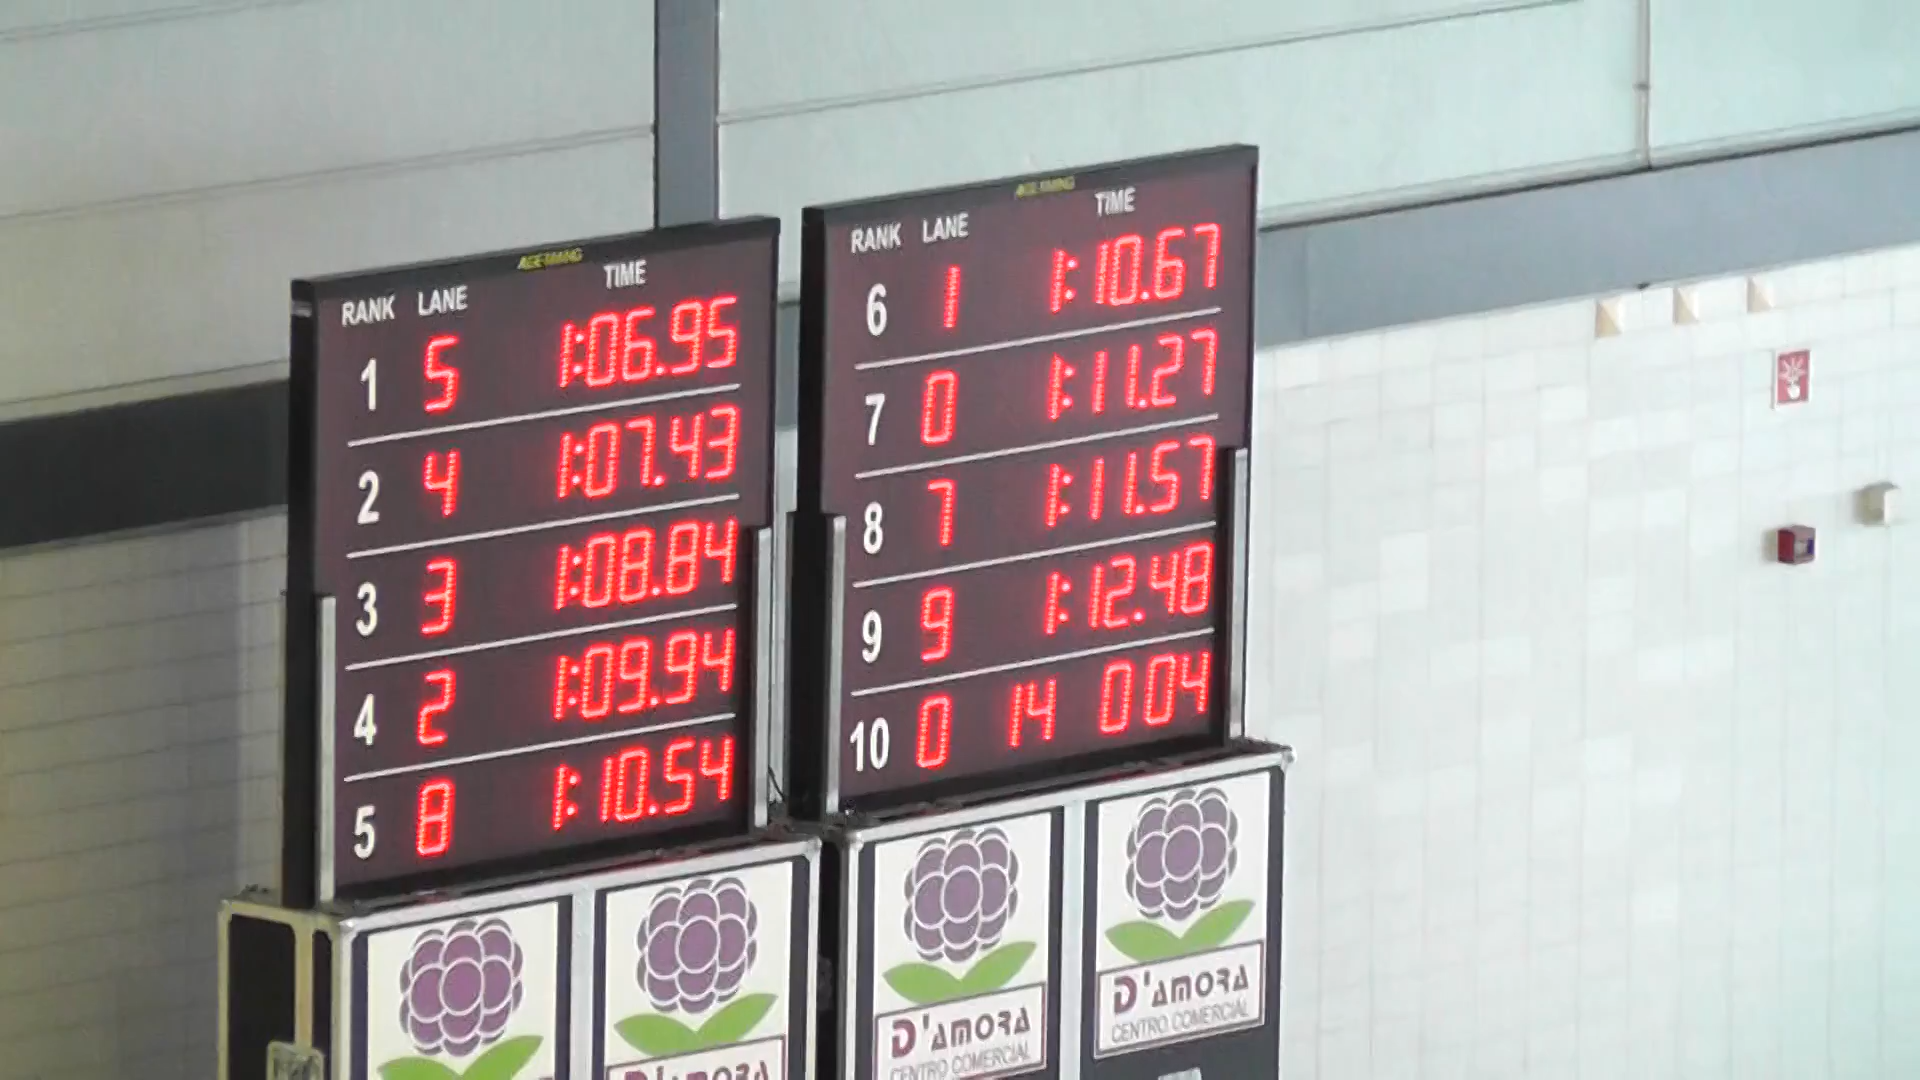 RANK LANE TIME
1 5 1:06.95
2 4 1:07.43
3 3 1:08.84
4 2 1:09.94
5 8 1:10.54
RANK LANE TIME
6 1 1:10.67
7 0 1:11.27
8 7 1:11.57
9 9 1:12.48
10 0 14 004
D'AMORA
D'AMORA
CENTRO COMERCIAL
D'AMORA
CENTRO COMERCIAL